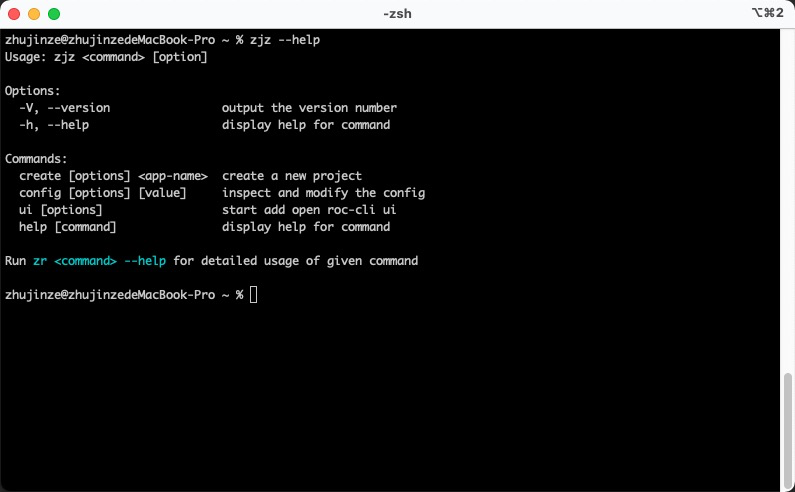 -zsh
⌥⌘2
zhujinze@zhujinzedeMacBook-Pro ~ % zjz --help
Usage: zjz <command> [option]
Options:
-V, --version output the version number
-h, --help display help for command
Commands:
create [options] <app-name> create a new project
config [options] [value] inspect and modify the config
ui [options] start add open roc-cli ui
help [command] display help for command
Run zr <command> --help for detailed usage of given command
zhujinze@zhujinzedeMacBook-Pro ~ %